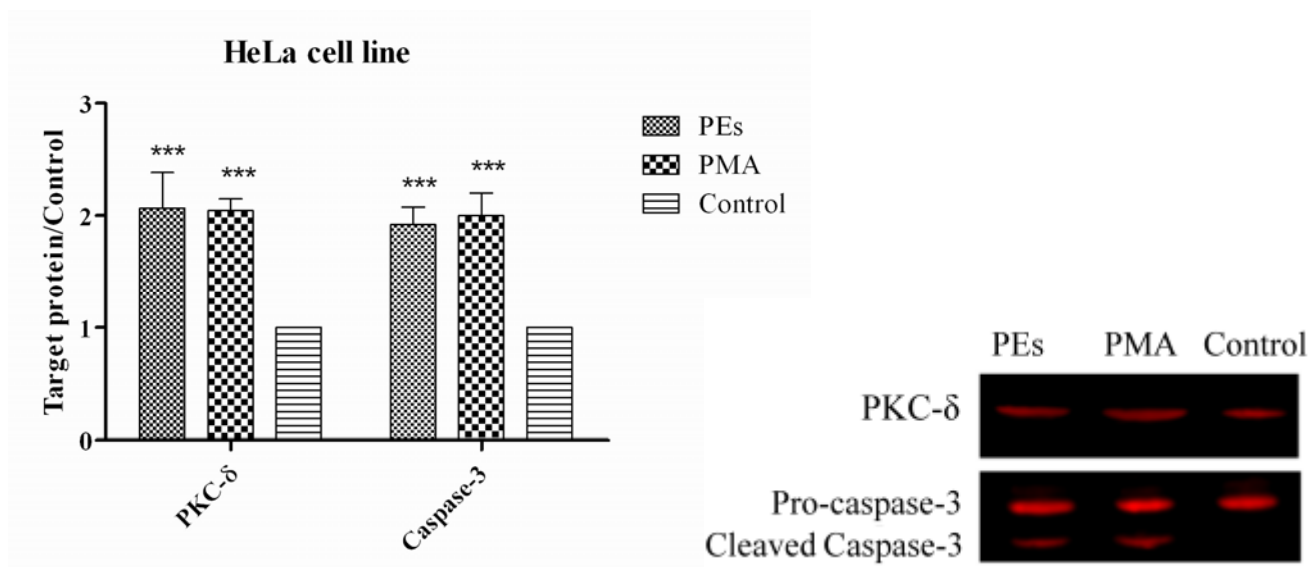 HeLa cell line
Target protein/Control
3
2
1
0
***
***
***
***
PKC-δ
Caspase-3
PEs
PMA
Control
PEs PMA Control
PKC-δ
Pro-caspase-3
Cleaved Caspase-3